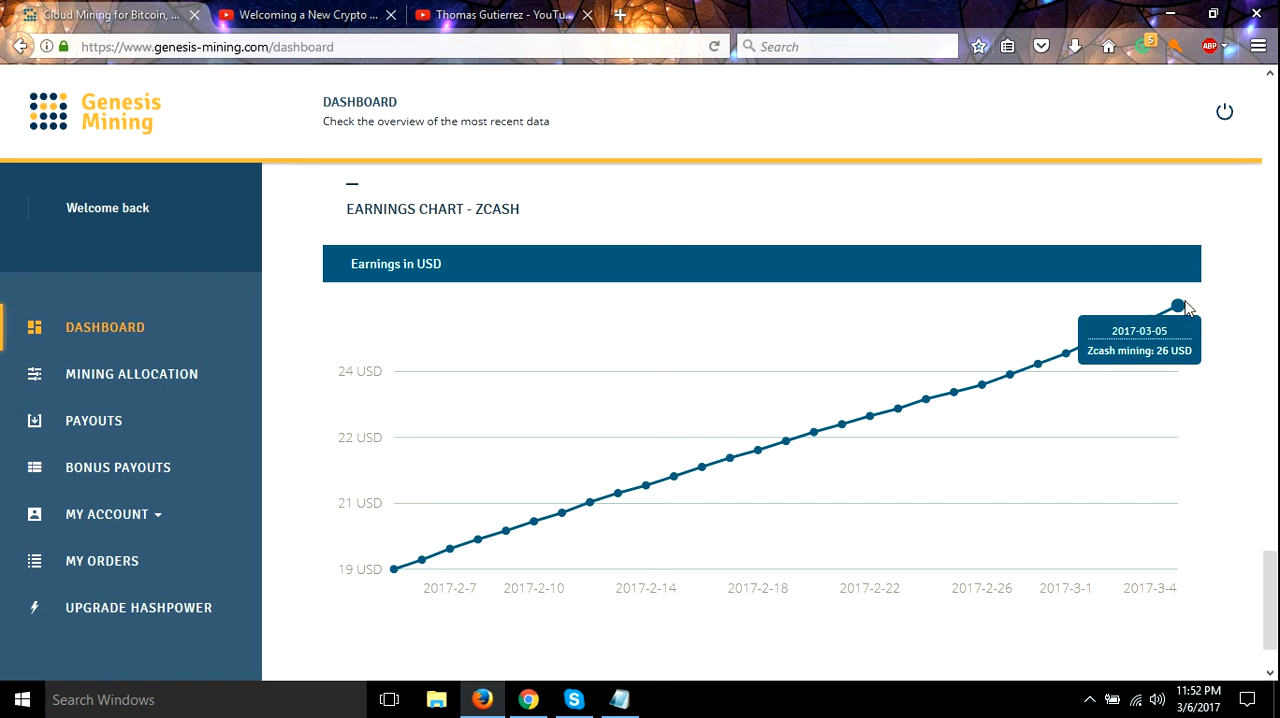 Cloud Mining for Bitcoin, ...
Welcoming a New Crypto ...
Thomas Gutierrez - YouTu...
https://www.genesis-mining.com/dashboard
Search
5
ABP
Genesis
Mining
DASHBOARD
Check the overview of the most recent data
Welcome back
DASHBOARD
MINING ALLOCATION
PAYOUTS
BONUS PAYOUTS
MY ACCOUNT
MY ORDERS
UPGRADE HASHPOWER
EARNINGS CHART - ZCASH
Earnings in USD
2017-03-05
Zcash mining: 26 USD
24 USD
22 USD
21 USD
19 USD
2017-2-7 2017-2-10 2017-2-14 2017-2-18 2017-2-22 2017-2-26 2017-3-1 2017-3-4
Search Windows
11:52 PM
3/6/2017